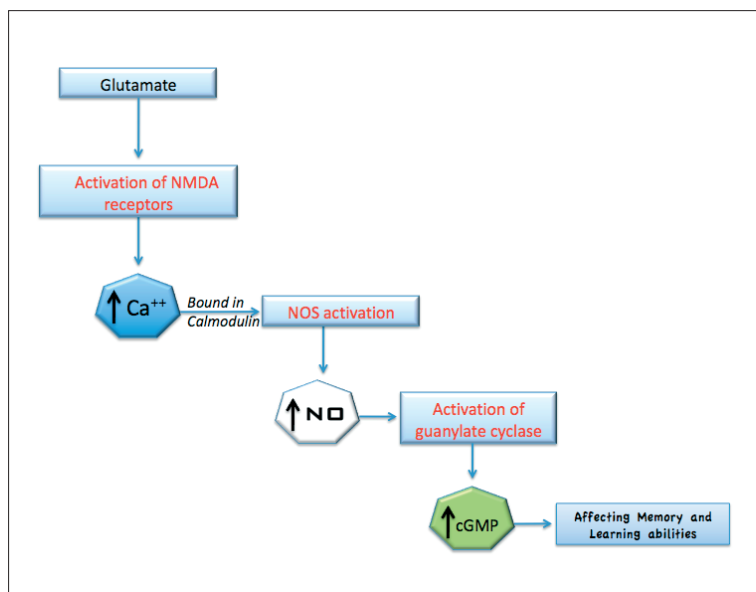 Glutamate
Activation of NMDA
receptors
↑ Ca⁺⁺
Bound in
Calmodulin
NOS activation
↑ NO
Activation of
guanylate cyclase
↑ cGMP
Affecting Memory and
Learning abilities